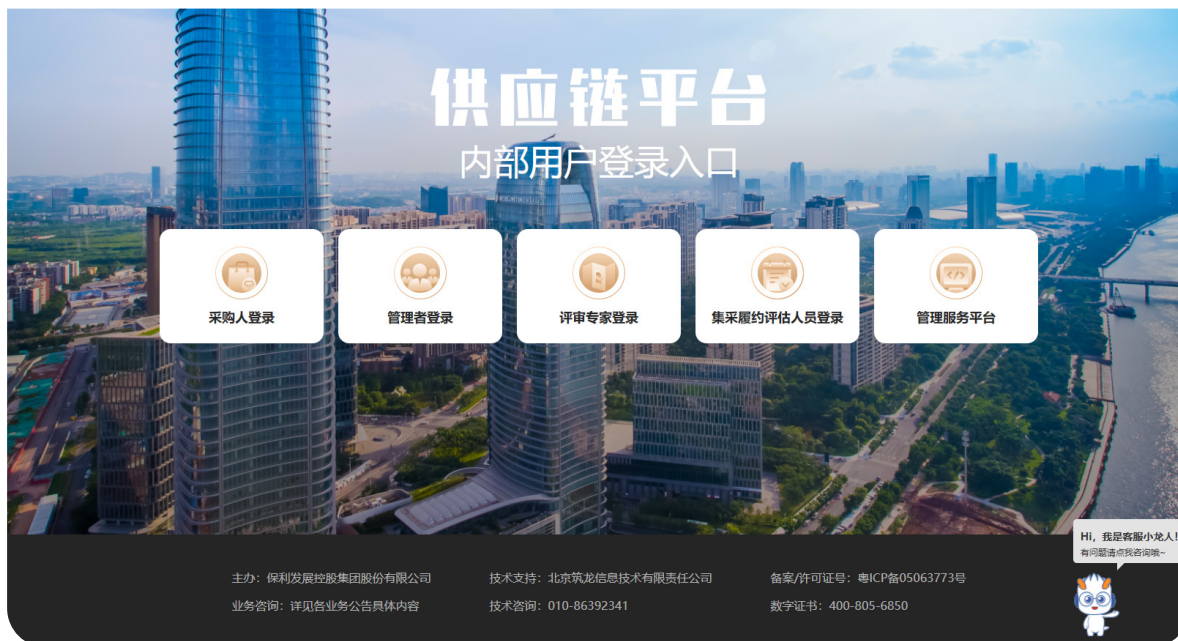 供应链平台
内部用户登录入口
采购人登录
管理者登录
评审专家登录
集采履约评估人员登录
管理服务平台
Hi，我是客服小龙人！
有问题请点我咨询哦~
主办：保利发展控股集团股份有限公司
技术支持：北京筑龙信息技术有限责任公司
备案/许可证号：粤ICP备05063773号
业务咨询：详见各业务公告具体内容
技术咨询：010-86392341
数字证书：400-805-6850